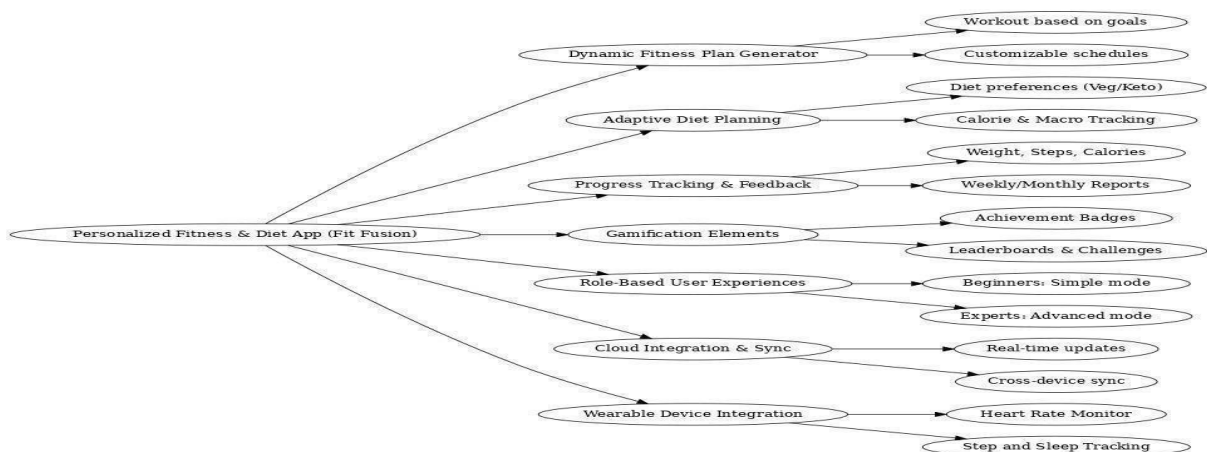 Workout based on goals
Dynamic Fitness Plan Generator
Customizable schedules
Diet preferences (Veg/Keto)
Adaptive Diet Planning
Calorie & Macro Tracking
Weight, Steps, Calories
Progress Tracking & Feedback
Weekly/Monthly Reports
Achievement Badges
Personalized Fitness & Diet App (Fit Fusion)
Gamification Elements
Leaderboards & Challenges
Role-Based User Experiences
Beginners: Simple mode
Experts: Advanced mode
Cloud Integration & Sync
Real-time updates
Cross-device sync
Wearable Device Integration
Heart Rate Monitor
Step and Sleep Tracking